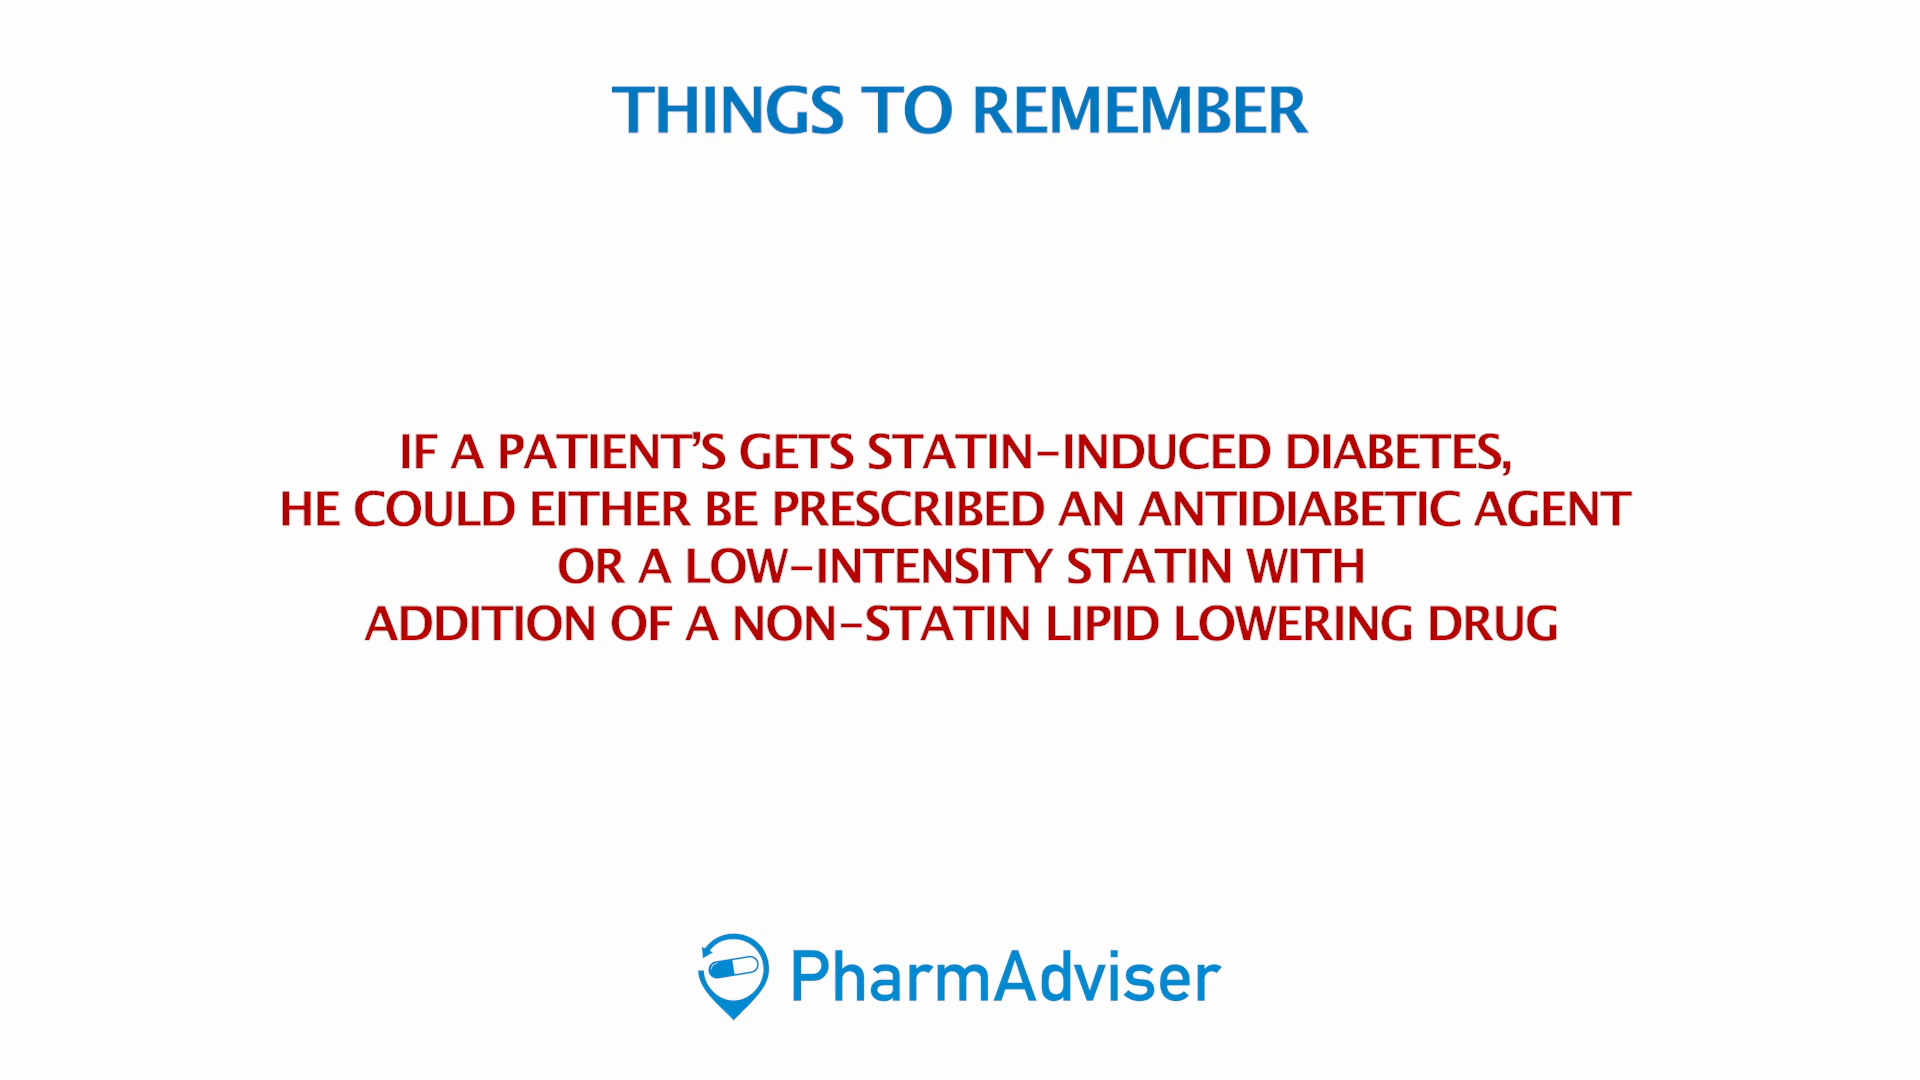 THINGS TO REMEMBER
IF A PATIENT’S GETS STATIN–INDUCED DIABETES,
HE COULD EITHER BE PRESCRIBED AN ANTIDIABETIC AGENT
OR A LOW–INTENSITY STATIN WITH
ADDITION OF A NON–STATIN LIPID LOWERING DRUG
PharmAdviser